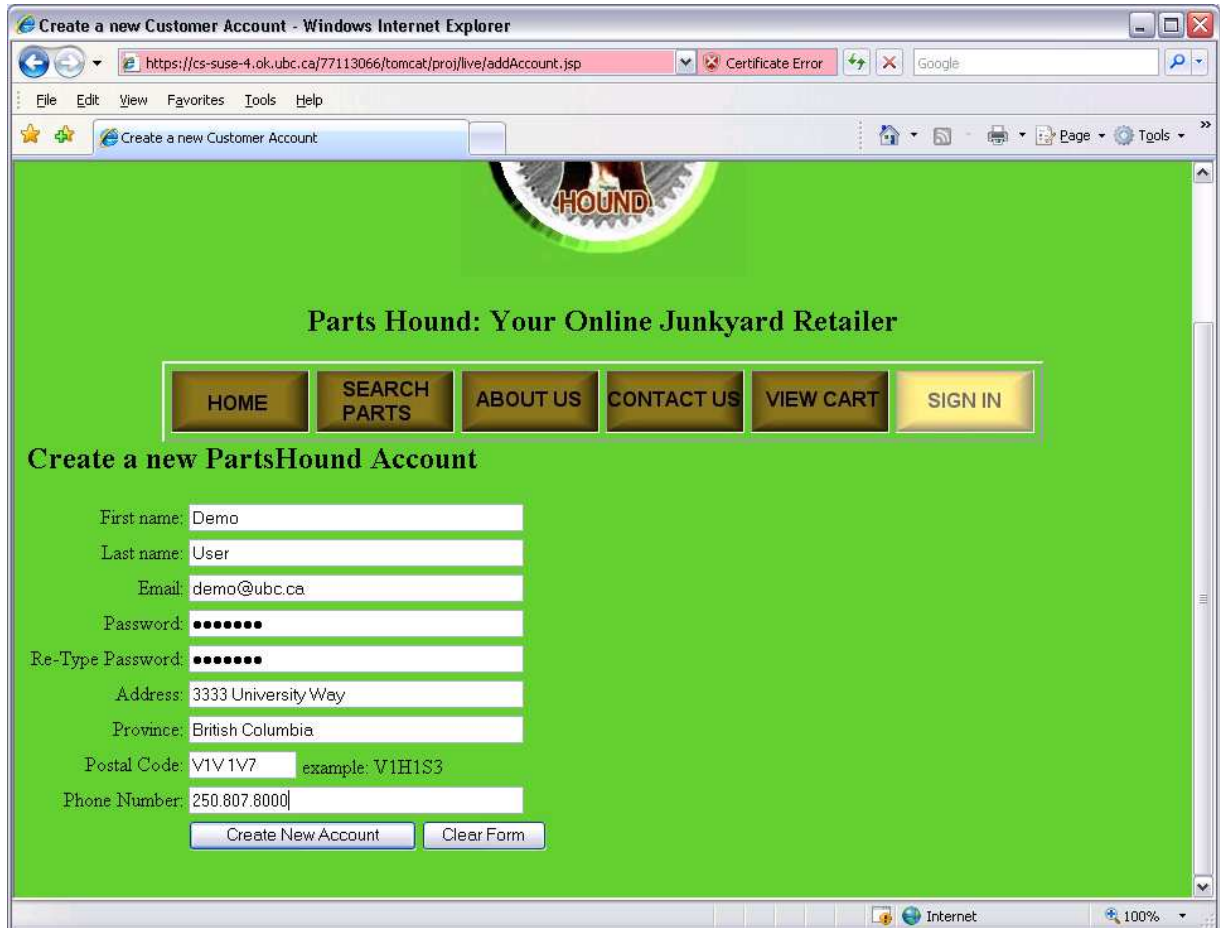 Create a new Customer Account - Windows Internet Explorer
https://cs-suse-4.ok.ubc.ca/77113066/tomcat/proj/live/addAccount.jsp Certificate Error Google
File Edit View Favorites Tools Help
Create a new Customer Account Page Tools »
HOUND
Parts Hound: Your Online Junkyard Retailer
HOME SEARCH PARTS ABOUT US CONTACT US VIEW CART SIGN IN
Create a new PartsHound Account
First name: Demo
Last name: User
Email: demo@ubc.ca
Password: •••••••
Re-Type Password: •••••••
Address: 3333 University Way
Province: British Columbia
Postal Code: V1V 1V7 example: V1H1S3
Phone Number: 250.807.8000
Create New Account Clear Form
Internet 100%